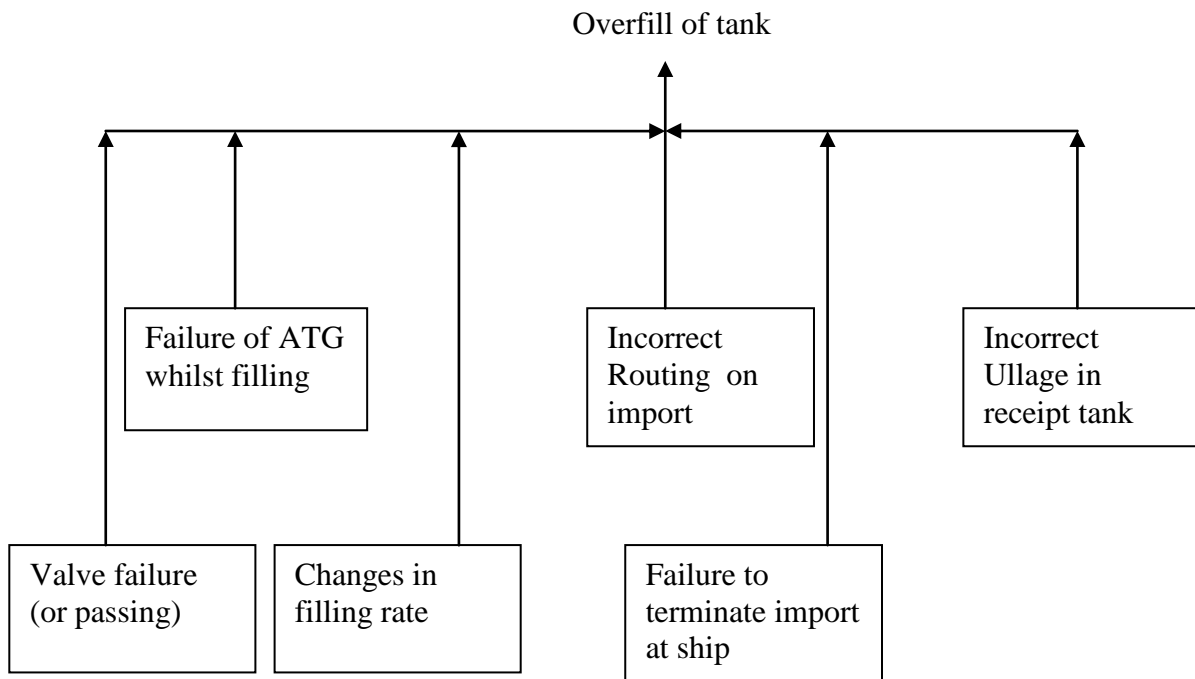 Overfill of tank
Failure of ATG
whilst filling
Incorrect
Routing on
import
Incorrect
Ullage in
receipt tank
Valve failure
(or passing)
Changes in
filling rate
Failure to
terminate import
at ship